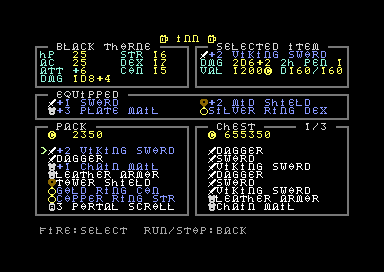 inn
BLACK THORNE
HP 25 STR 16
AC 25 DEX 12
ATT +6 CON 15
DMG 1D8+4
SELECTED ITEM
+2 VIKING SWORD
DMG 2D6+2 2H PEN 1
VAL 1200 D160/160
EQUIPPED
+1 SWORD
+3 PLATE MAIL
+2 MID SHIELD
SILVER RING DEX
PACK
2350
>+2 VIKING SWORD
DAGGER
+1 CHAIN MAIL
LEATHER ARMOR
TOWER SHIELD
GOLD RING CON
COPPER RING STR
3 PORTAL SCROLL
CHEST 1/3
655350
DAGGER
SWORD
VIKING SWORD
DAGGER
SWORD
VIKING SWORD
LEATHER ARMOR
CHAIN MAIL
FIRE:SELECT RUN/STOP:BACK